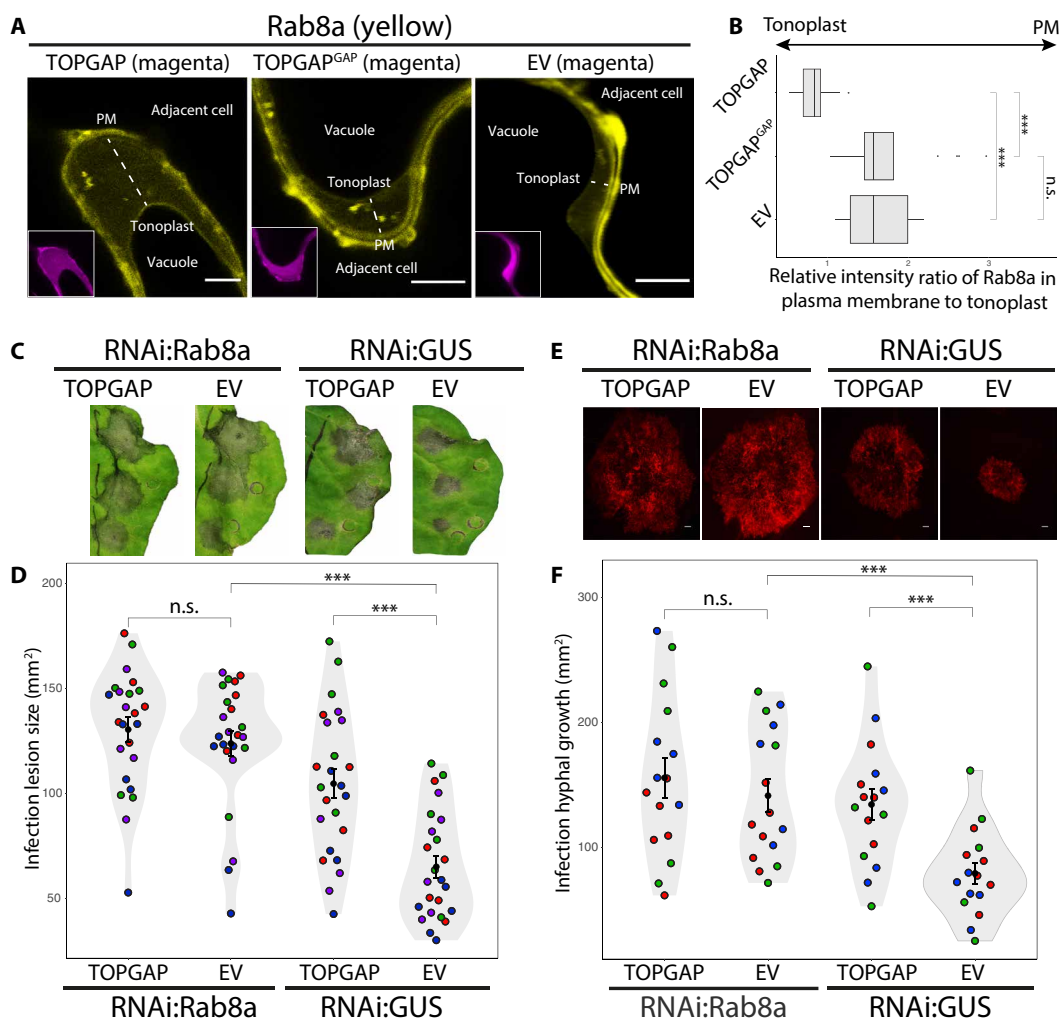 A
Rab8a (yellow)
TOPGAP (magenta)
TOPGAPGAP (magenta)
EV (magenta)
Adjacent cell
PM
Tonoplast
Vacuole
Vacuole
Tonoplast
PM
Adjacent cell
Adjacent cell
Vacuole
Tonoplast
PM
B
Tonoplast
PM
TOPGAP
TOPGAPGAP
EV
***
***
n.s.
1
2
3
Relative intensity ratio of Rab8a in
plasma membrane to tonoplast
C
RNAi:Rab8a
RNAi:GUS
TOPGAP
EV
TOPGAP
EV
D
Infection lesion size (mm2)
200
150
100
50
n.s.
***
***
TOPGAP
EV
TOPGAP
EV
RNAi:Rab8a
RNAi:GUS
E
RNAi:Rab8a
RNAi:GUS
TOPGAP
EV
TOPGAP
EV
F
Infection hyphal growth (mm2)
300
200
100
n.s.
***
***
TOPGAP
EV
TOPGAP
EV
RNAi:Rab8a
RNAi:GUS